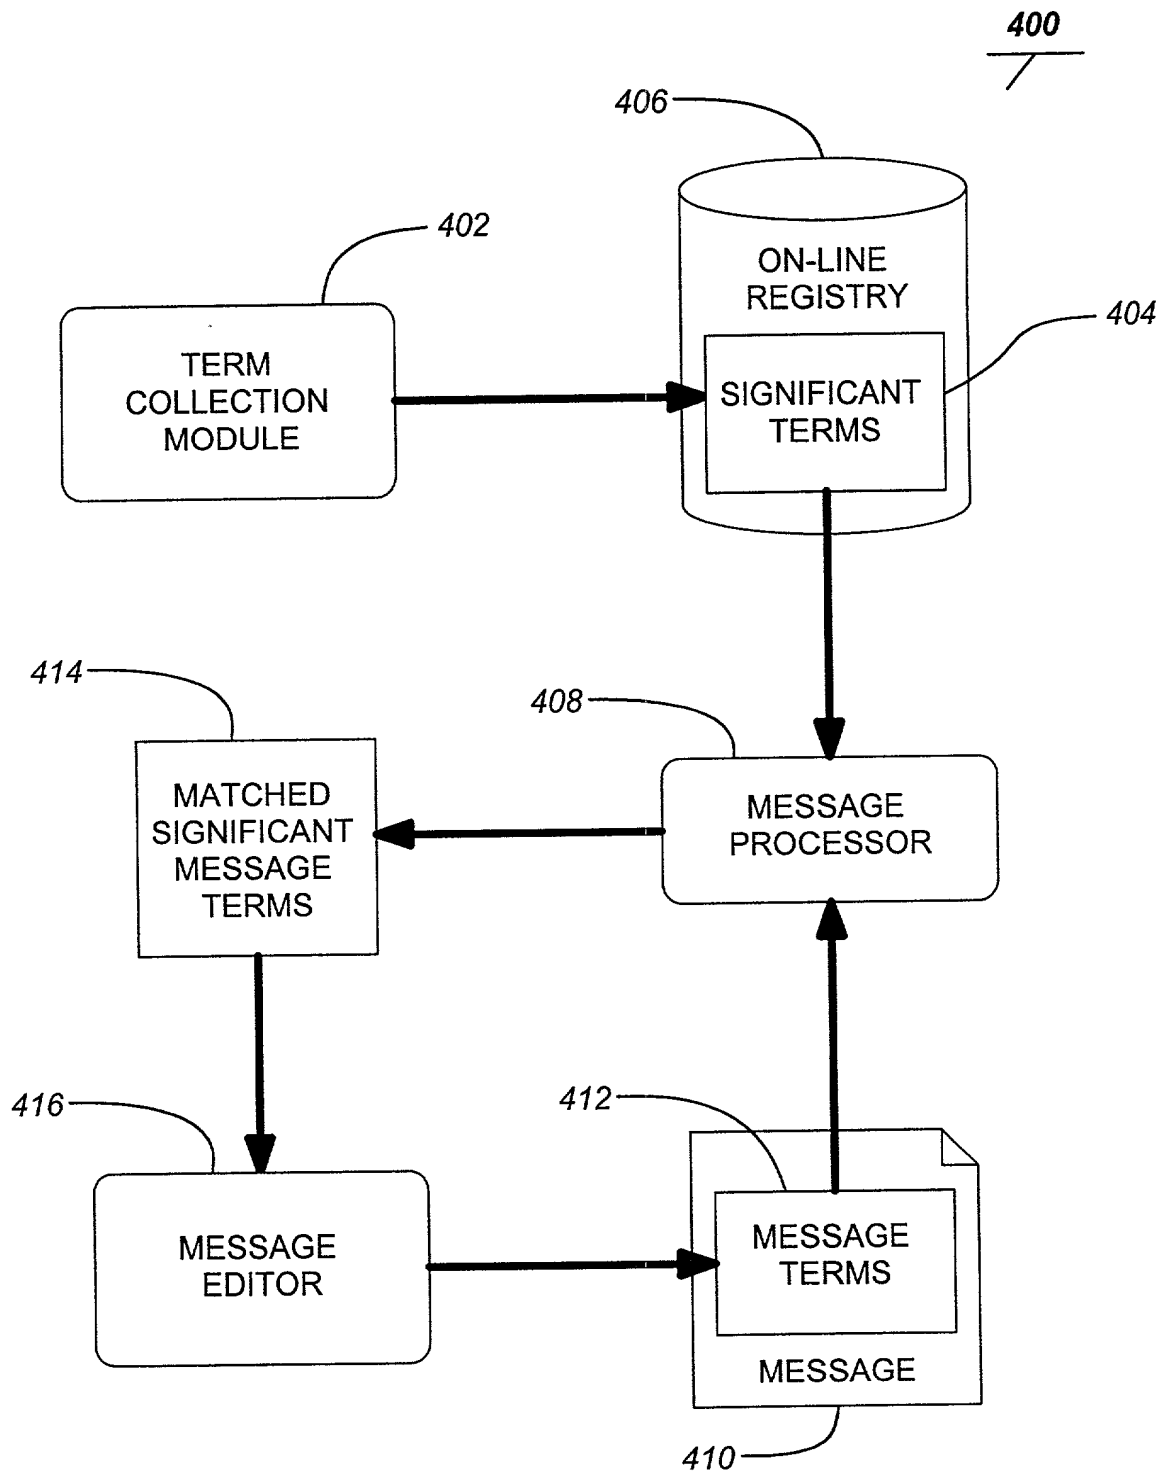 400
406
402
ON-LINE
REGISTRY
404
TERM
COLLECTION
MODULE
SIGNIFICANT
TERMS
414
408
MATCHED
SIGNIFICANT
MESSAGE
TERMS
MESSAGE
PROCESSOR
416
412
MESSAGE
EDITOR
MESSAGE
TERMS
MESSAGE
410